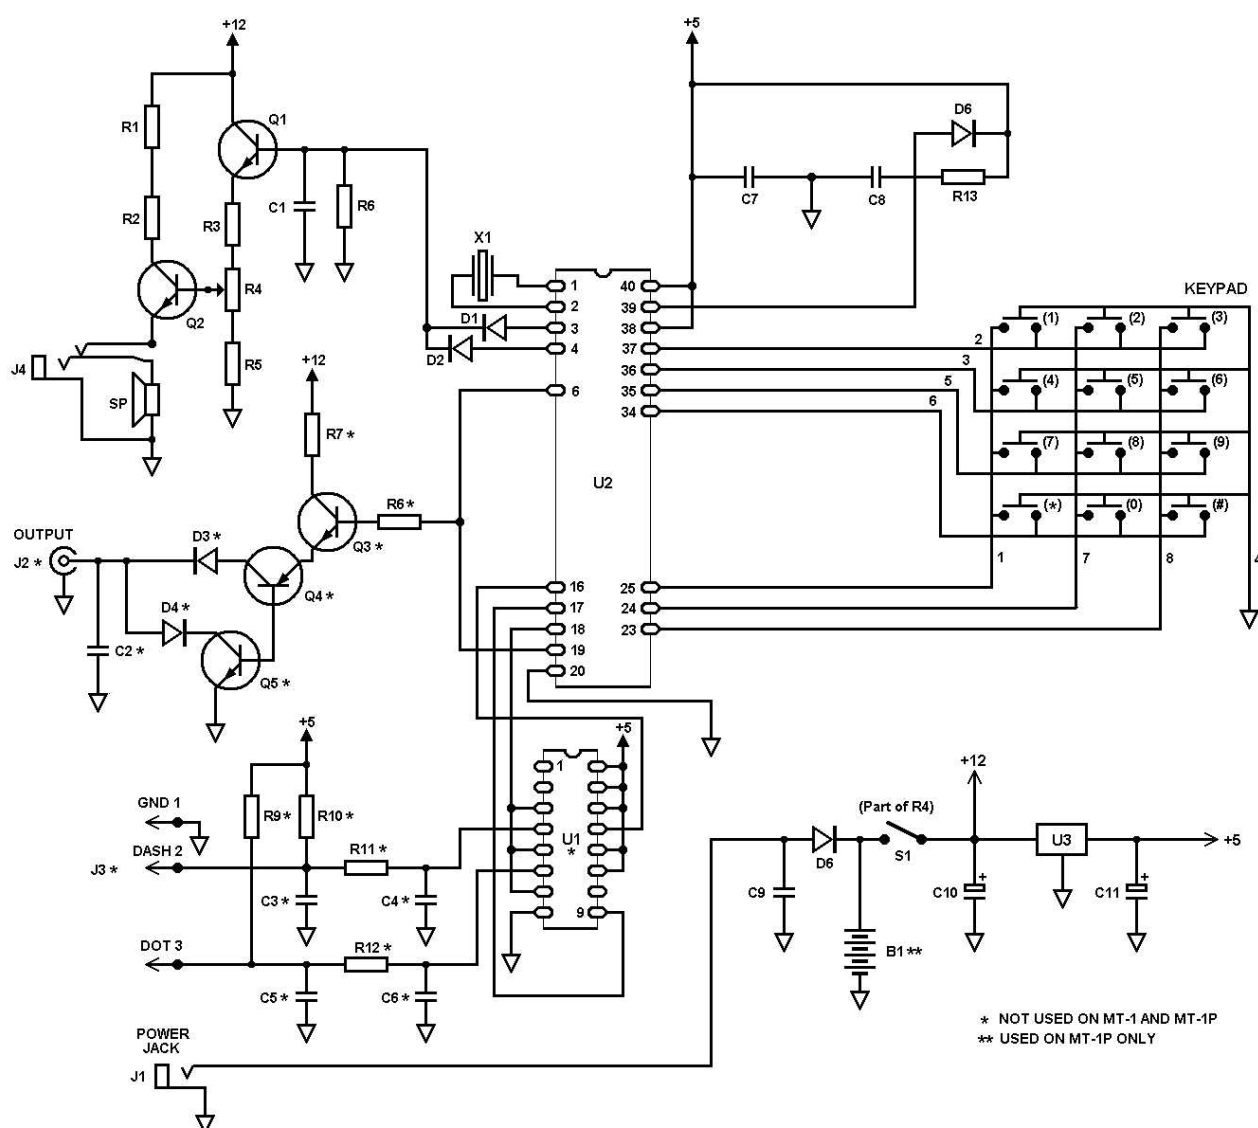 +12
+5
R1
Q1
D6
C7
C8
R13
R2
R3
C1
R6
X1
1
40
KEYPAD
R4
2
39
Q2
D1
3
38
(1)
(2)
(3)
D2
4
37
2
J4
R5
+12
36
3
SP
6
35
5
(4)
(5)
(6)
34
6
R7*
U2
(7)
(8)
(9)
R6*
Q3*
(*)
(0)
(#)
OUTPUT
D3*
J2*
1
7
8
4
Q4*
16
25
D4*
17
24
18
23
C2*
19
Q5*
20
+5
+5
1
+12
GND 1
R9*
R10*
(Part of R4)
DASH 2
R11*
U1
*
J3*
D6
S1
U3
+5
C3*
C4*
9
C9
+
C10
+
C11
DOT 3
R12*
B1**
C5*
C6*
* NOT USED ON MT-1 AND MT-1P
** USED ON MT-1P ONLY
POWER
JACK
J1